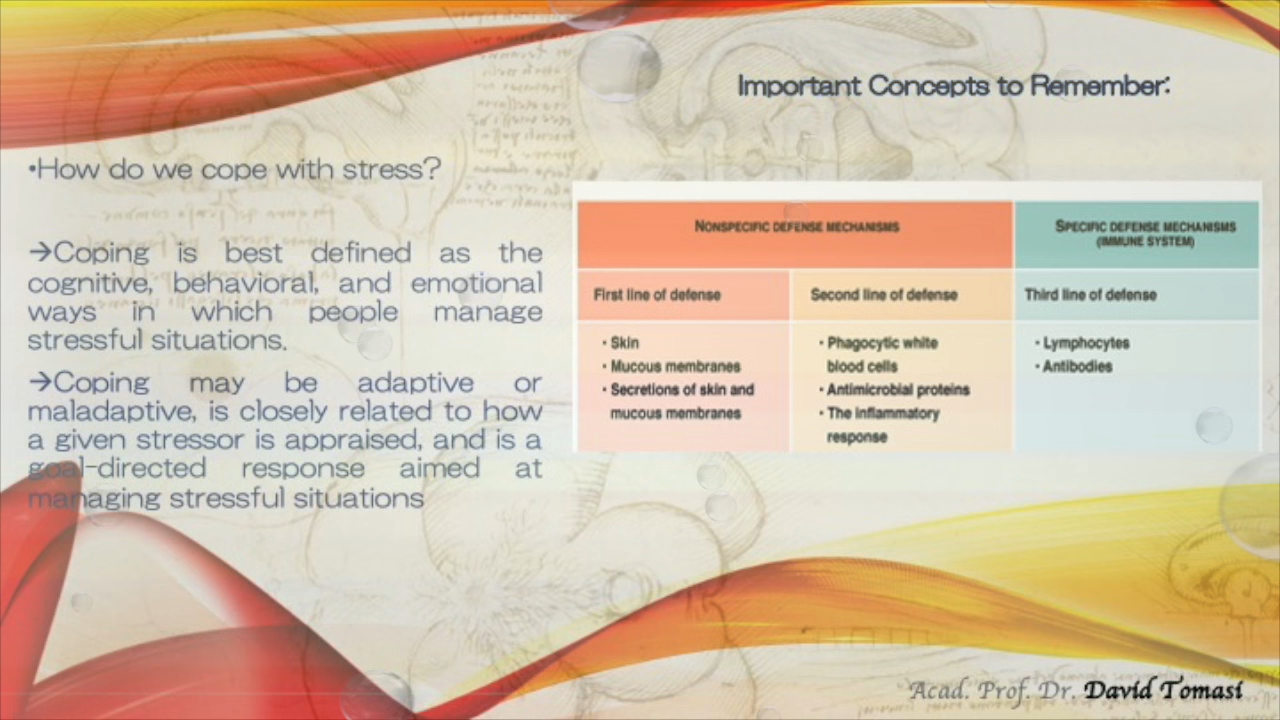 Important Concepts to Remember:
•How do we cope with stress?
→Coping is best defined as the
cognitive, behavioral, and emotional
ways in which people manage
stressful situations.
→Coping may be adaptive or
maladaptive, is closely related to how
a given stressor is appraised, and is a
goal-directed response aimed at
managing stressful situations
NONSPECIFIC DEFENSE MECHANISMS
SPECIFIC DEFENSE MECHANISMS
(IMMUNE SYSTEM)
First line of defense
Second line of defense
Third line of defense
• Skin
• Mucous membranes
• Secretions of skin and
mucous membranes
• Phagocytic white
blood cells
• Antimicrobial proteins
• The inflammatory
response
• Lymphocytes
• Antibodies
Acad. Prof. Dr. David Tomasi